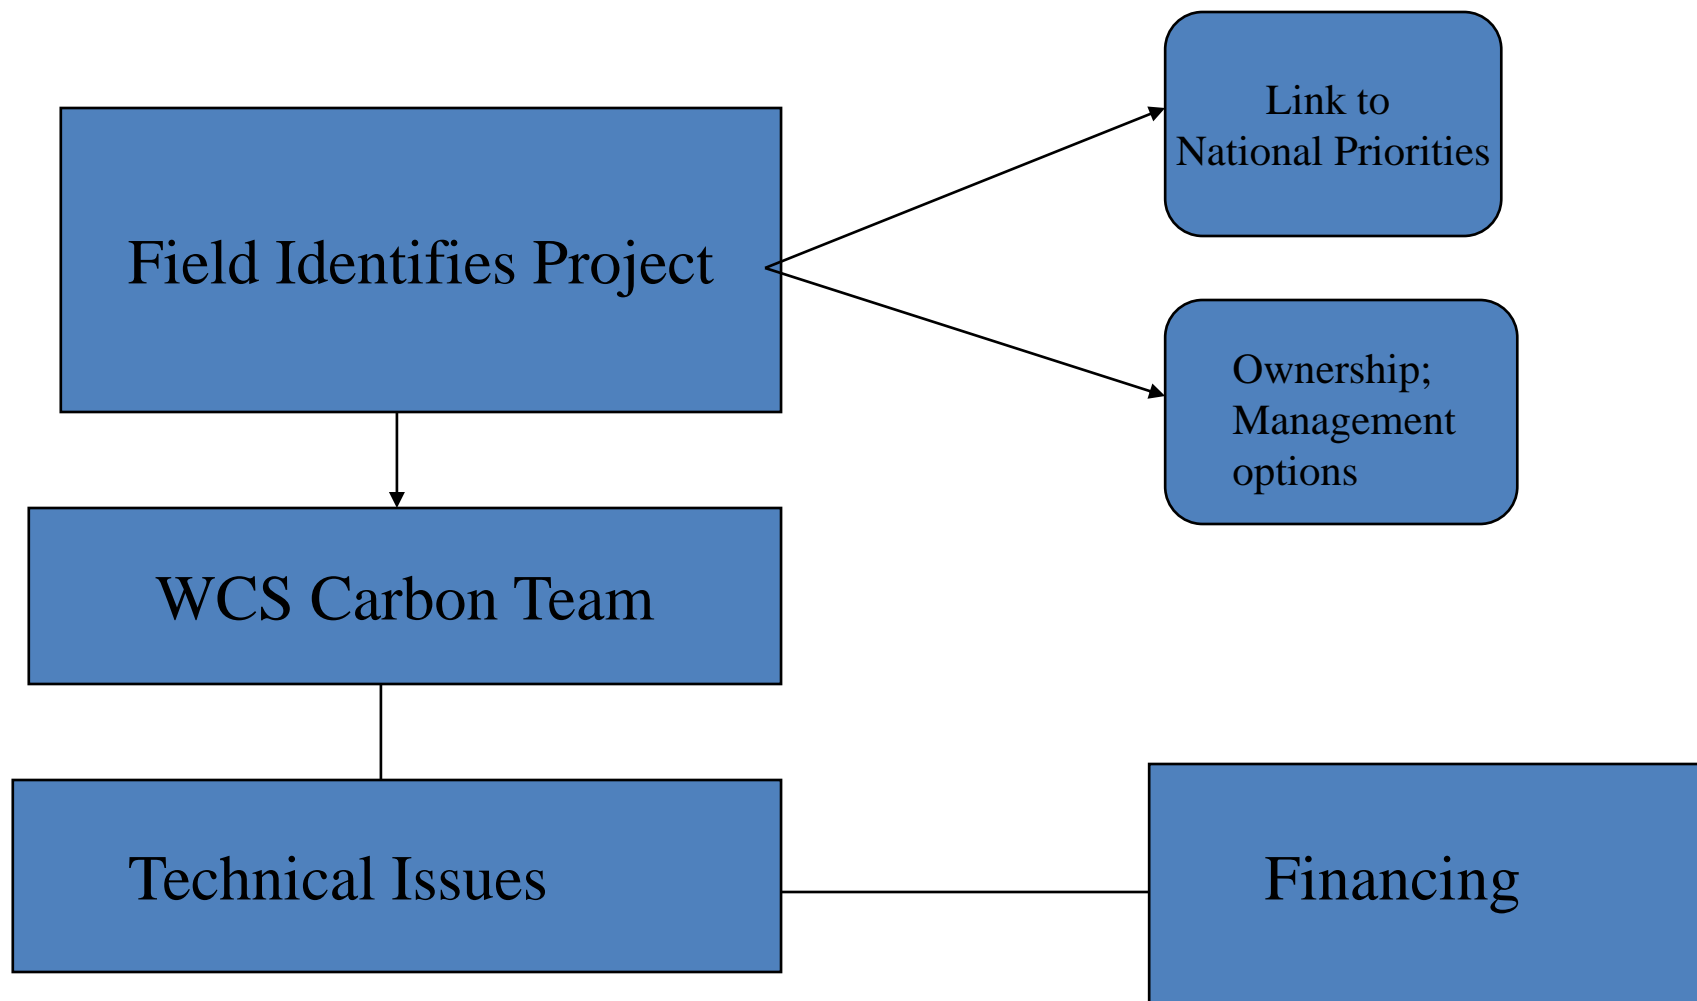 Link to
National Priorities
Field Identifies Project
Ownership;
Management
options
WCS Carbon Team
Technical Issues
Financing